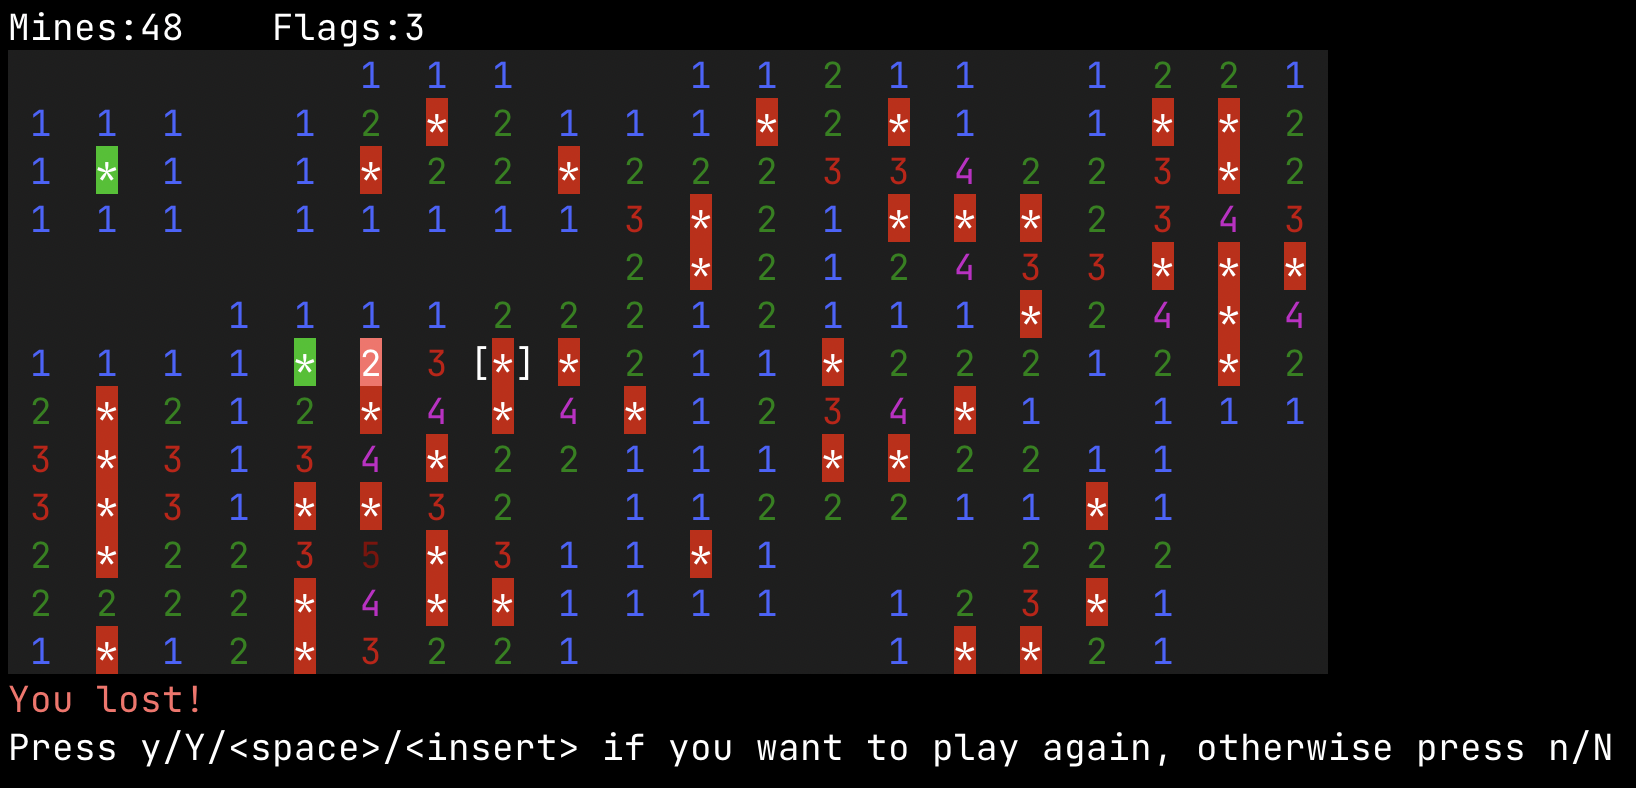 Mines:48    Flags:3
          1 1 1     1 1 2 1 1   1 2 2 1
1 1 1   1 2 * 2 1 1 1 * 2 * 1   1 * * 2
1 * 1   1 * 2 2 * 2 2 2 3 3 4 2 2 3 * 2
1 1 1   1 1 1 1 1 3 * 2 1 * * * 2 3 4 3
                  2 * 2 1 2 4 3 3 * * *
      1 1 1 1 2 2 2 1 2 1 1 1 * 2 4 * 4
1 1 1 1 * 2 3 [*] * 2 1 1 * 2 2 2 1 2 * 2
2 * 2 1 2 * 4 * 4 * 1 2 3 4 * 1   1 1 1
3 * 3 1 3 4 * 2 2 1 1 1 * * 2 2 1 1
3 * 3 1 * * 3 2   1 1 2 2 2 1 1 * 1
2 * 2 2 3 5 * 3 1 1 * 1       2 2 2
2 2 2 2 * 4 * * 1 1 1 1   1 2 3 * 1
1 * 1 2 * 3 2 2 1         1 * * 2 1
You lost!
Press y/Y/<space>/<insert> if you want to play again, otherwise press n/N